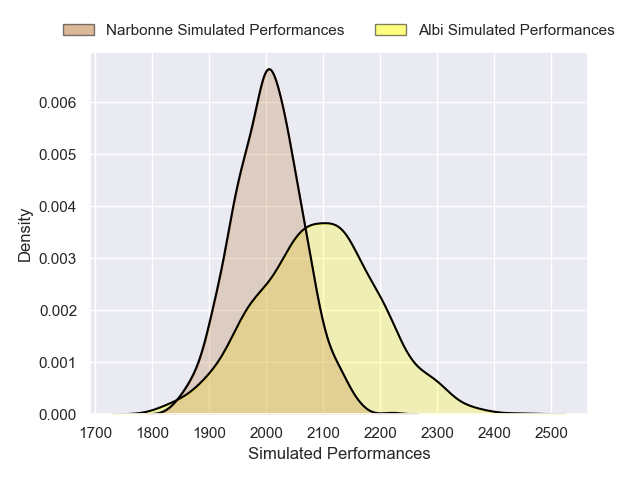 Narbonne Simulated Performances
Albi Simulated Performances
0.006
0.005
0.004
0.003
0.002
0.001
0.000
Density
1700 1800 1900 2000 2100 2200 2300 2400 2500
Simulated Performances